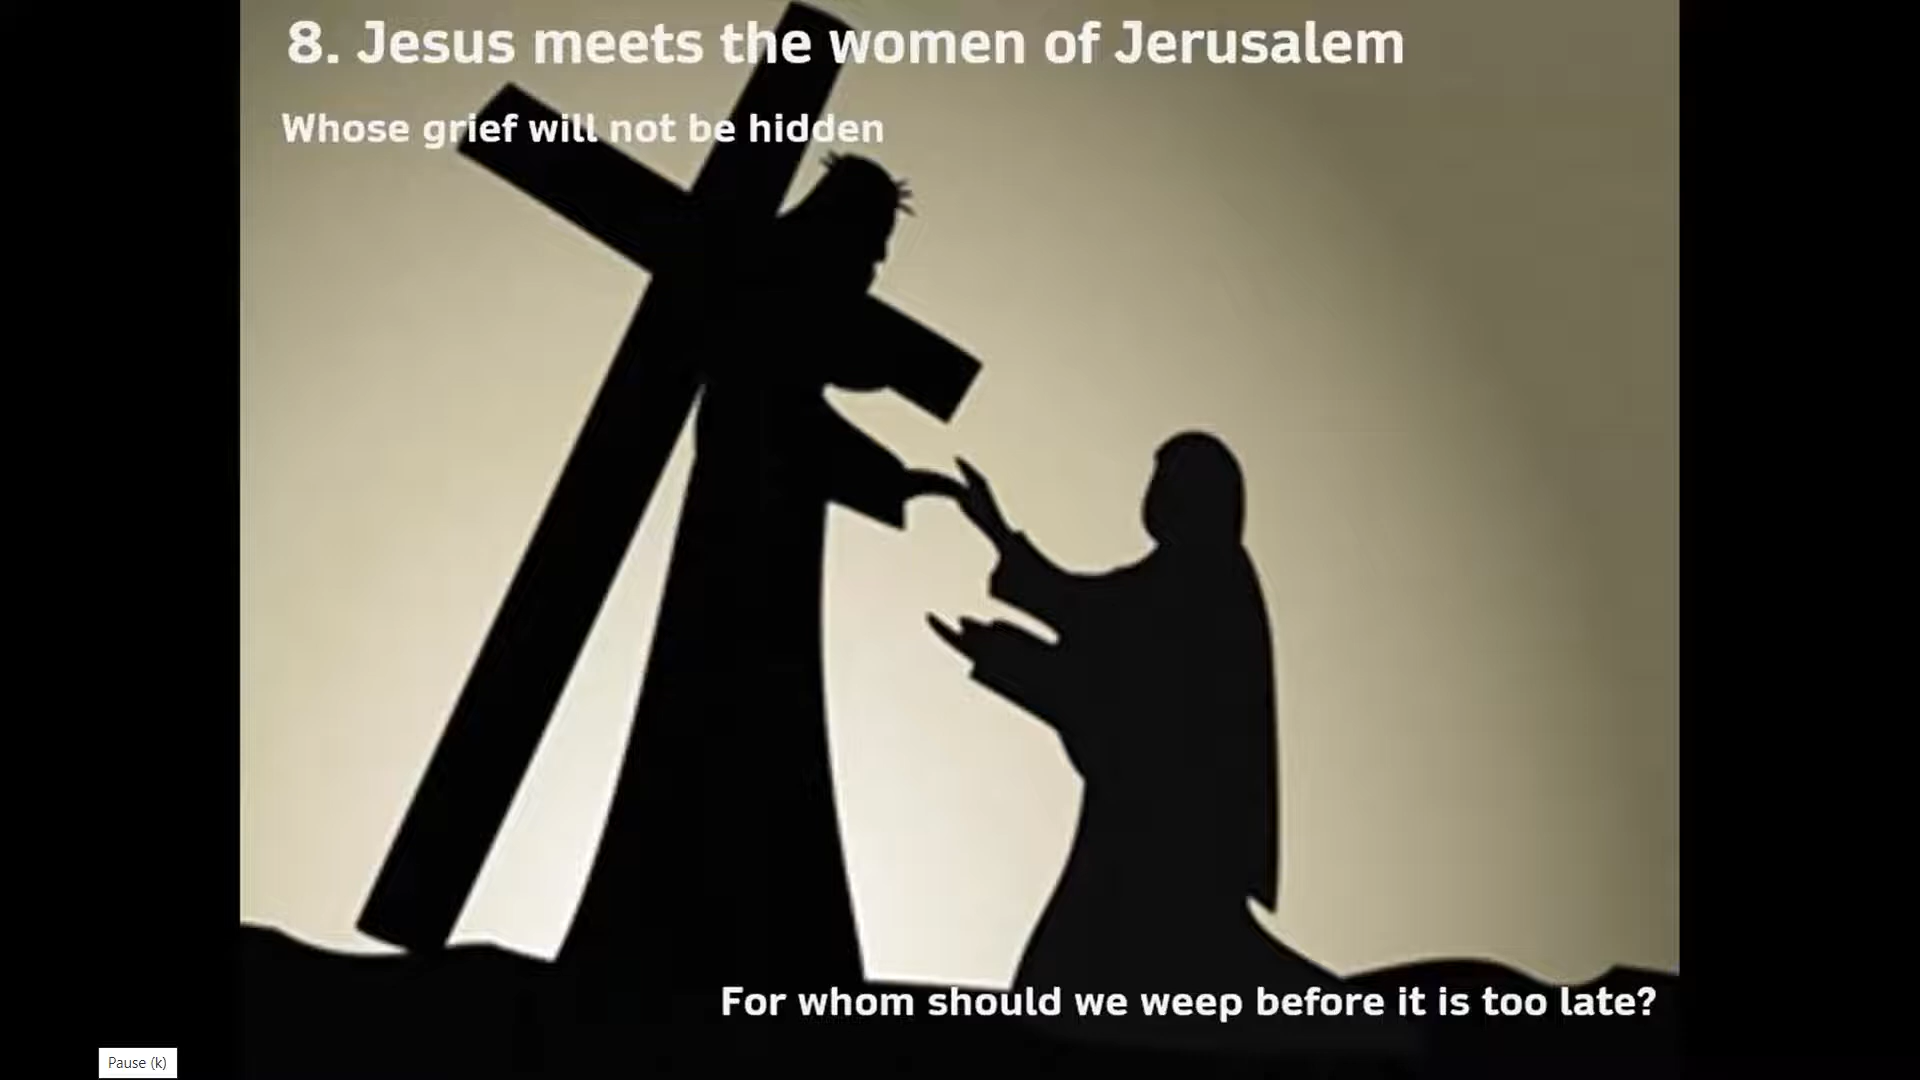 8. Jesus meets the women of Jerusalem
Whose grief will not be hidden
For whom should we weep before it is too late?
Pause (k)